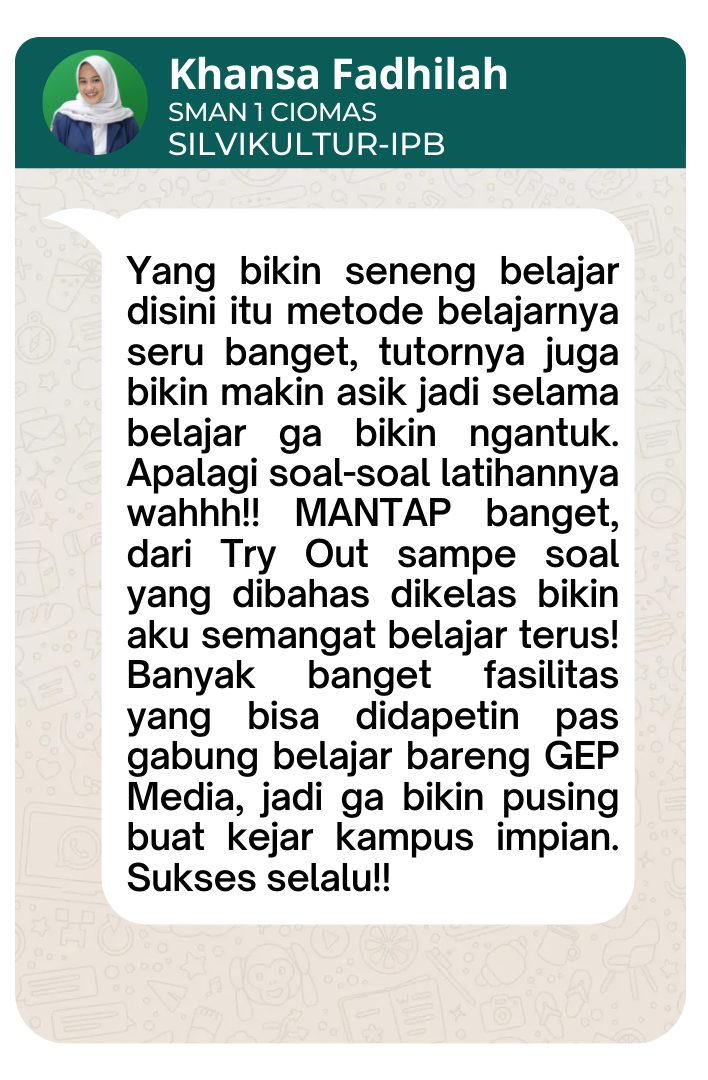 Khansa Fadhilah
SMAN 1 CIOMAS
SILVIKULTUR-IPB
Yang bikin seneng belajar
disini itu metode belajarnya
seru banget, tutornya juga
bikin makin asik jadi selama
belajar ga bikin ngantuk.
Apalagi soal-soal latihannya
wahhh!! MANTAP banget,
dari Try Out sampe soal
yang dibahas dikelas bikin
aku semangat belajar terus!
Banyak banget fasilitas
yang bisa didapetin pas
gabung belajar bareng GEP
Media, jadi ga bikin pusing
buat kejar kampus impian.
Sukses selalu!!